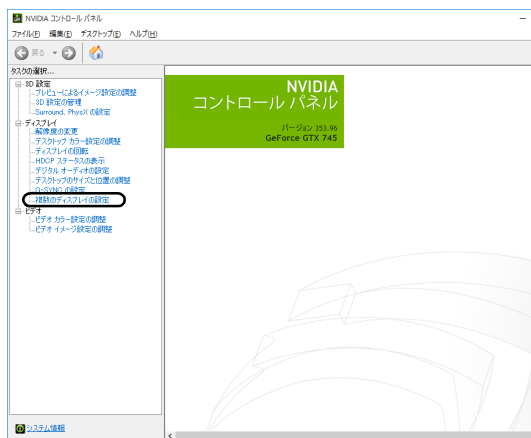 NVIDIA コントロール パネル
ファイル(F) 編集(E) デスクトップ(E) ヘルプ(H)
戻る
タスクの選択...
3D 設定
プレビューによるイメージ設定の調整
3D 設定の管理
Surround, PhysX の設定
ディスプレイ
解像度の変更
デスクトップ カラー設定の調整
ディスプレイの回転
HDCP ステータスの表示
デジタル オーディオの設定
デスクトップのサイズと位置の調整
G-SYNC の設定
複数のディスプレイの設定
ビデオ
ビデオ カラー設定の調整
ビデオ イメージ設定の調整
NVIDIA
コントロール パネル
バージョン 353.96
GeForce GTX 745
システム情報